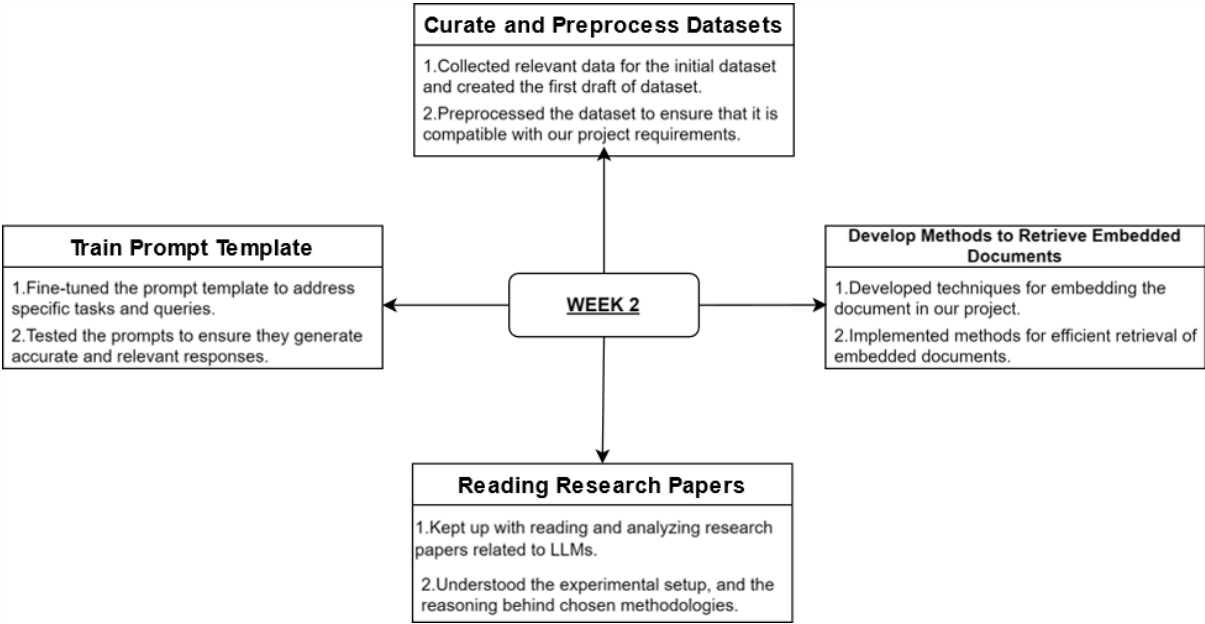 Curate and Preprocess Datasets
1.Collected relevant data for the initial dataset
and created the first draft of dataset.
2.Preprocessed the dataset to ensure that it is
compatible with our project requirements.
Train Prompt Template
1.Fine-tuned the prompt template to address
specific tasks and queries.
2.Tested the prompts to ensure they generate
accurate and relevant responses.
WEEK 2
Develop Methods to Retrieve Embedded
Documents
1.Developed techniques for embedding the
document in our project.
2.Implemented methods for efficient retrieval of
embedded documents.
Reading Research Papers
1.Kept up with reading and analyzing research
papers related to LLMs.
2.Understood the experimental setup, and the
reasoning behind chosen methodologies.